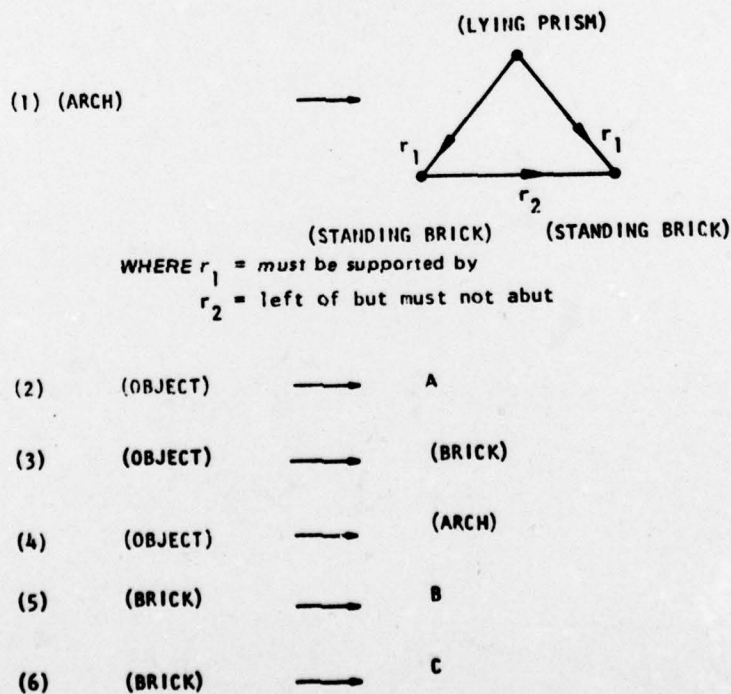 (LYING PRISM)
(1) (ARCH)
r1 r1
r2
(STANDING BRICK) (STANDING BRICK)
WHERE r1 = must be supported by
r2 = left of but must not abut
(2) (OBJECT) A
(3) (OBJECT) (BRICK)
(4) (OBJECT) (ARCH)
(5) (BRICK) B
(6) (BRICK) C